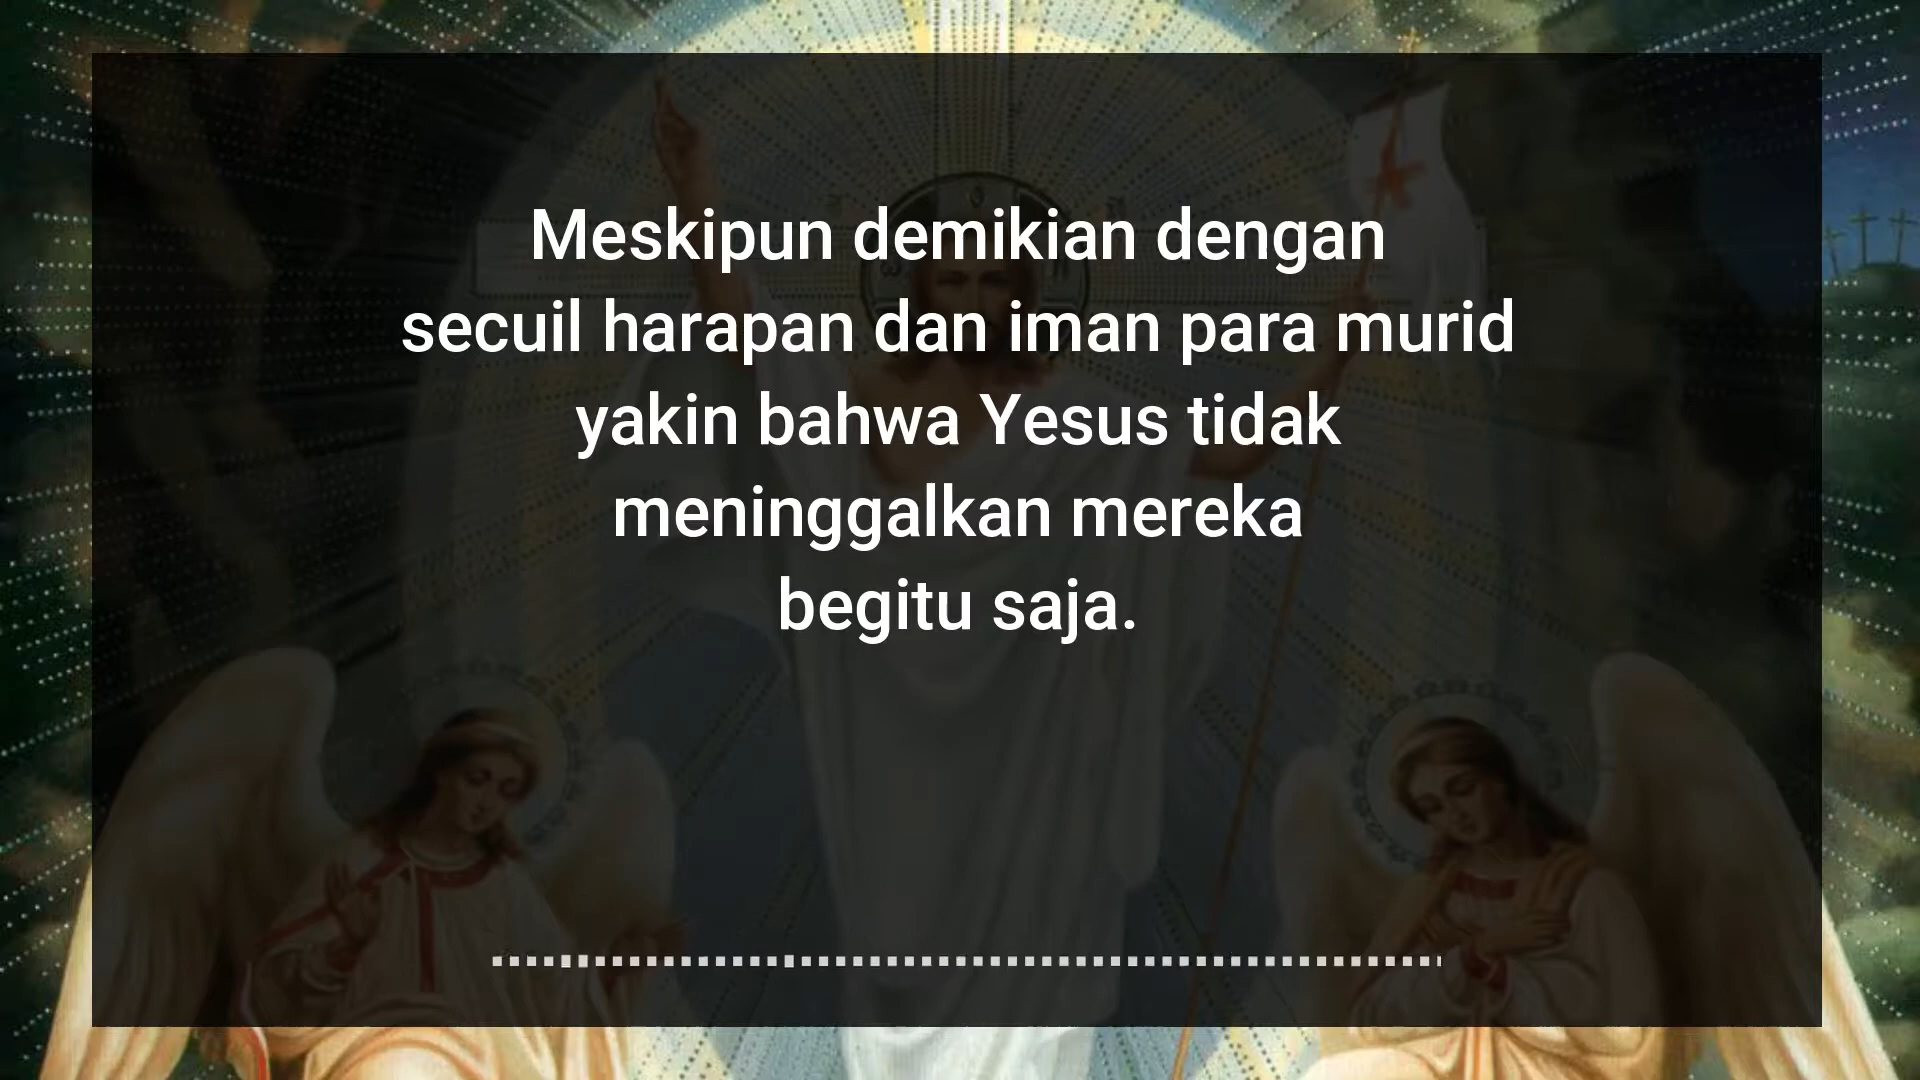 Meskipun demikian dengan
secuil harapan dan iman para murid
yakin bahwa Yesus tidak
meninggalkan mereka
begitu saja.